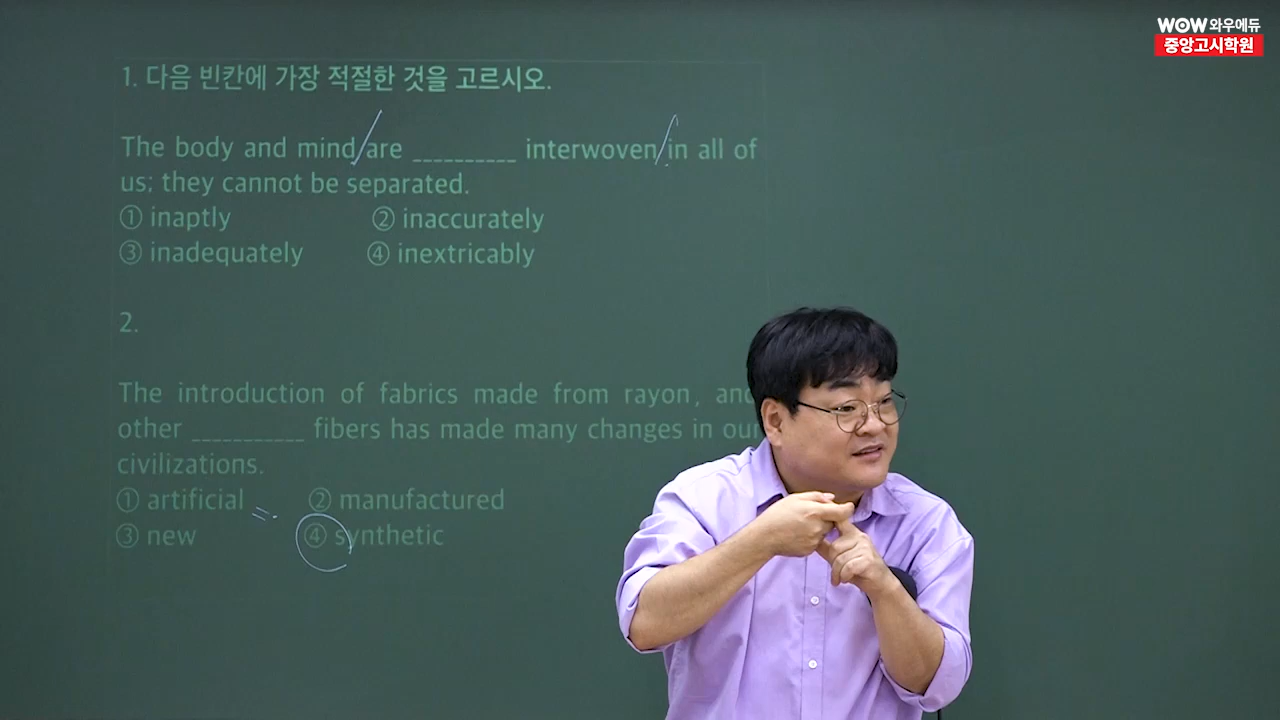 WOW 와우에듀
중앙고시학원
1. 다음 빈칸에 가장 적절한 것을 고르시오.
The body and mind are __________ interwoven in all of
us; they cannot be separated.
① inaptly ② inaccurately
③ inadequately ④ inextricably
2.
The introduction of fabrics made from rayon, and
other ___________ fibers has made many changes in our
civilizations.
① artificial = ② manufactured
③ new ④ synthetic